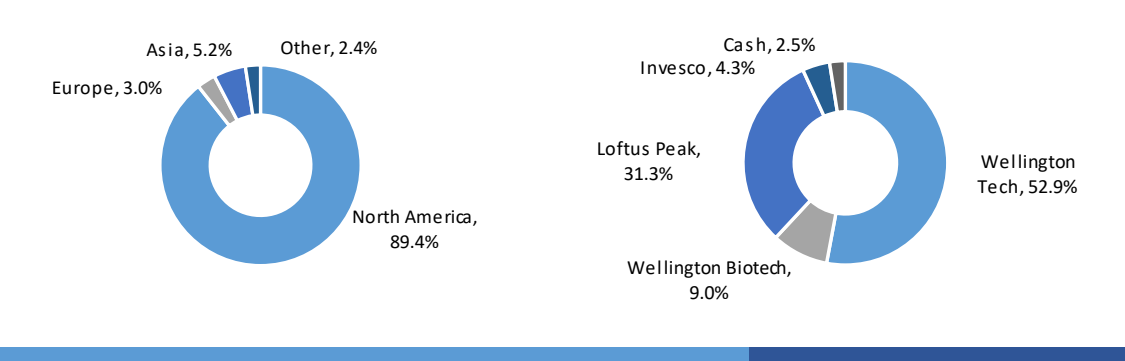 Asia, 5.2%
Other, 2.4%
Europe, 3.0%
North America,
89.4%
Cash, 2.5%
Invesco, 4.3%
Loftus Peak,
31.3%
Wellington
Tech, 52.9%
Wellington Biotech,
9.0%